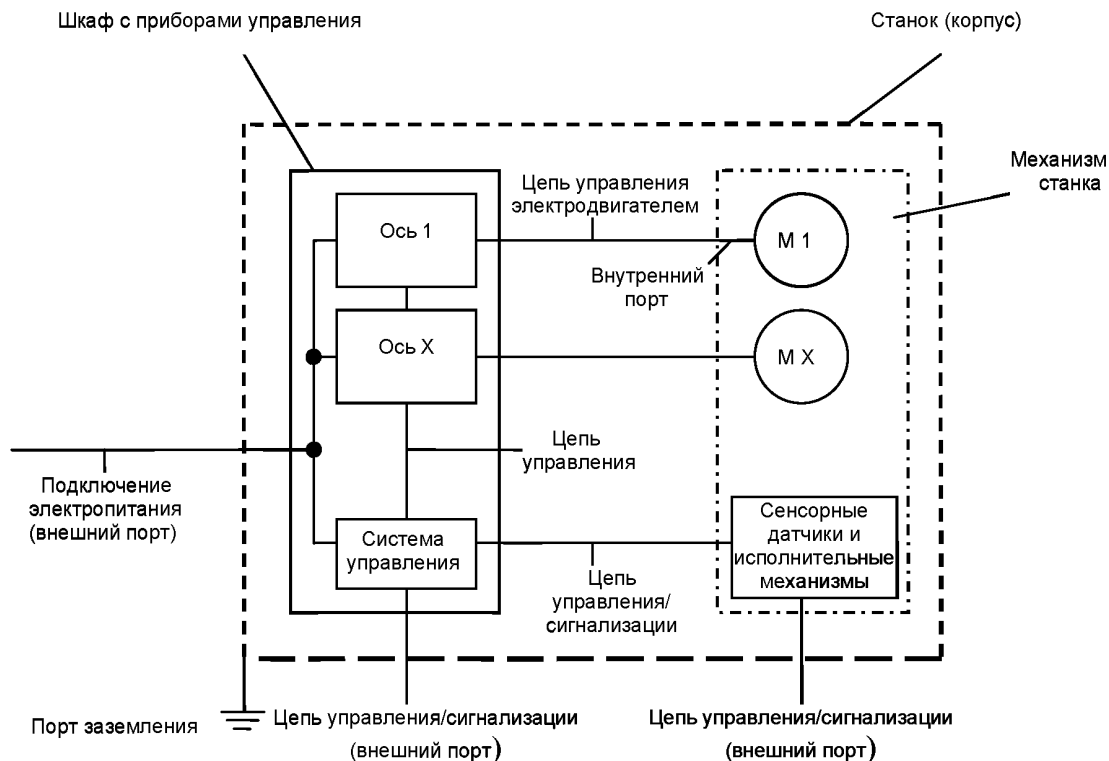 Шкаф с приборами управления
Станок (корпус)
Механизм
станка
Цепь управления
электродвигателем
Ось 1
М 1
Внутренний
порт
Ось X
М X
Цепь
управления
Подключение
электропитания
(внешний порт)
Система
управления
Сенсорные
датчики и
исполнительные
механизмы
Цепь
управления/
сигнализации
Порт заземления
Цепь управления/сигнализации
(внешний порт)
Цепь управления/сигнализации
(внешний порт)